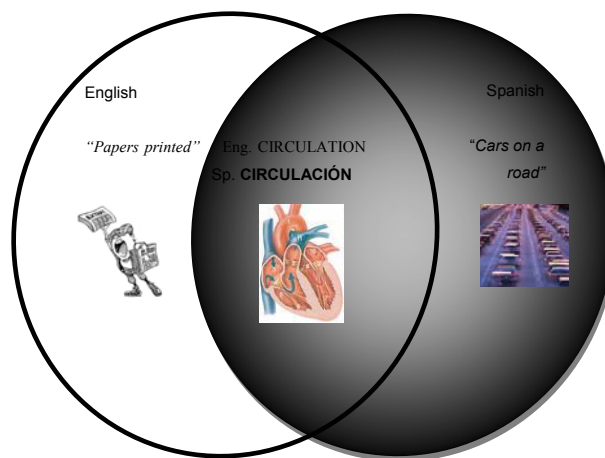 English
Spanish
“Papers printed”
Eng. CIRCULATION
Sp. CIRCULACIÓN
“Cars on a
road”